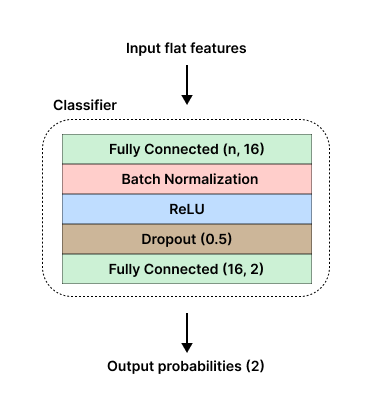 Input flat features
Classifier
Fully Connected (n, 16)
Batch Normalization
ReLU
Dropout (0.5)
Fully Connected (16, 2)
Output probabilities (2)